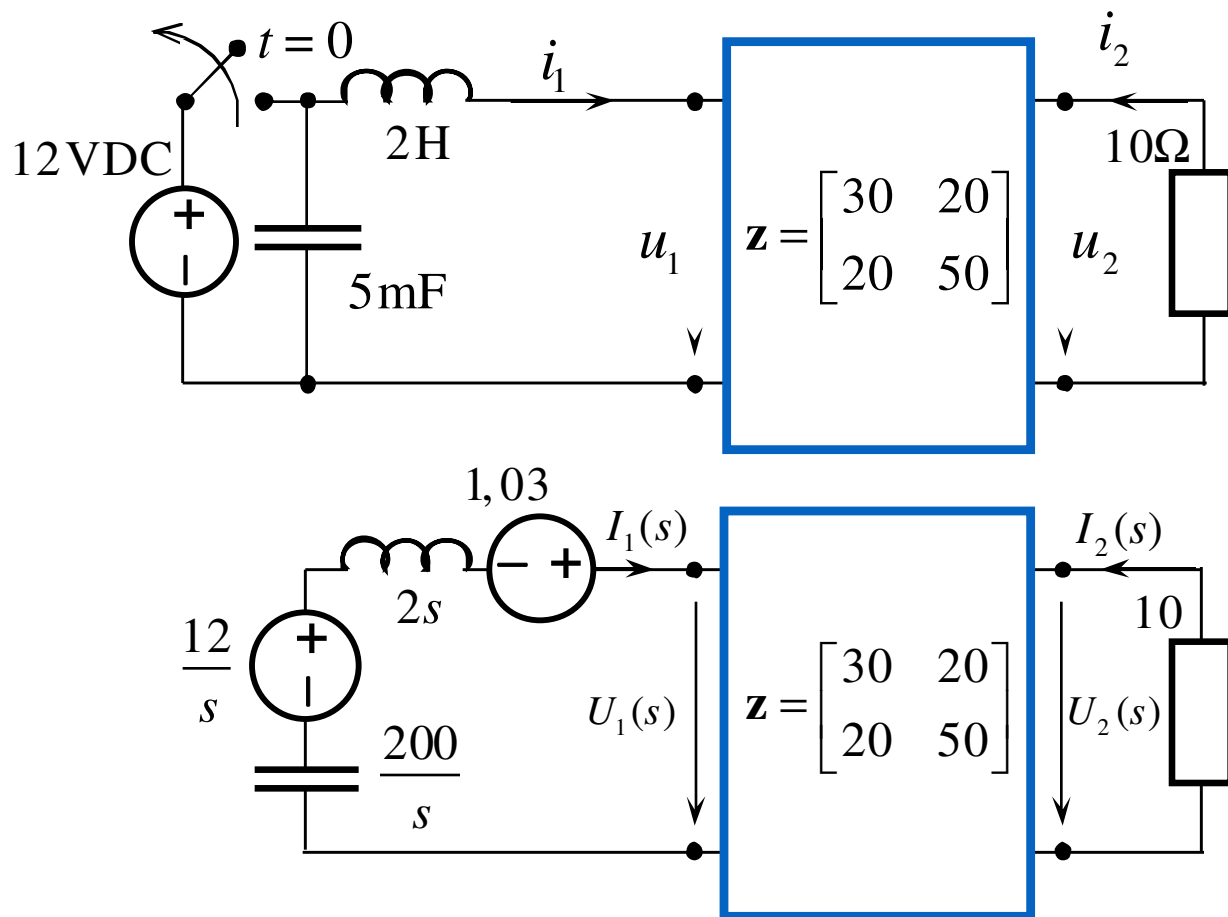 t = 0
i₁
i₂
12VDC
2H
10Ω
+
−
5mF
u₁
z = [30 20
20 50]
u₂
1,03
− +
I₁(s)
I₂(s)
2s
10
12/s
+
−
U₁(s)
z = [30 20
20 50]
U₂(s)
200/s